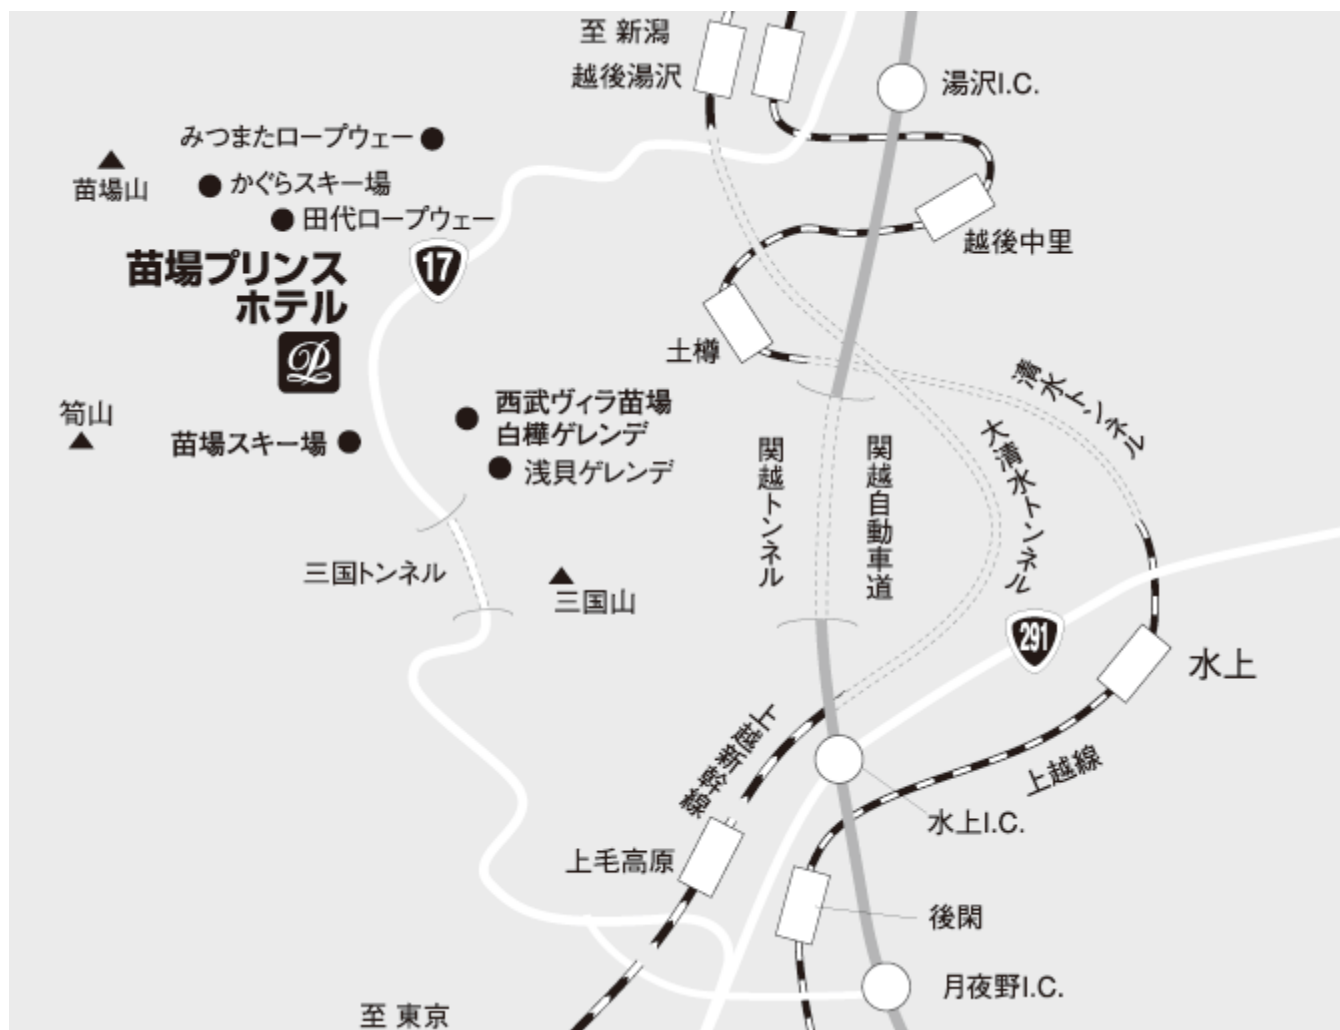 至 新潟
越後湯沢
湯沢I.C.
みつまたロープウェー
苗場山
かぐらスキー場
田代ロープウェー
越後中里
苗場プリンス
ホテル
17
土樽
清水トンネル
筍山
苗場スキー場
西武ヴィラ苗場
白樺ゲレンデ
浅貝ゲレンデ
関越トンネル
関越自動車道
大清水トンネル
三国トンネル
三国山
291
水上
上越新幹線
上越線
水上I.C.
上毛高原
後閑
月夜野I.C.
至 東京